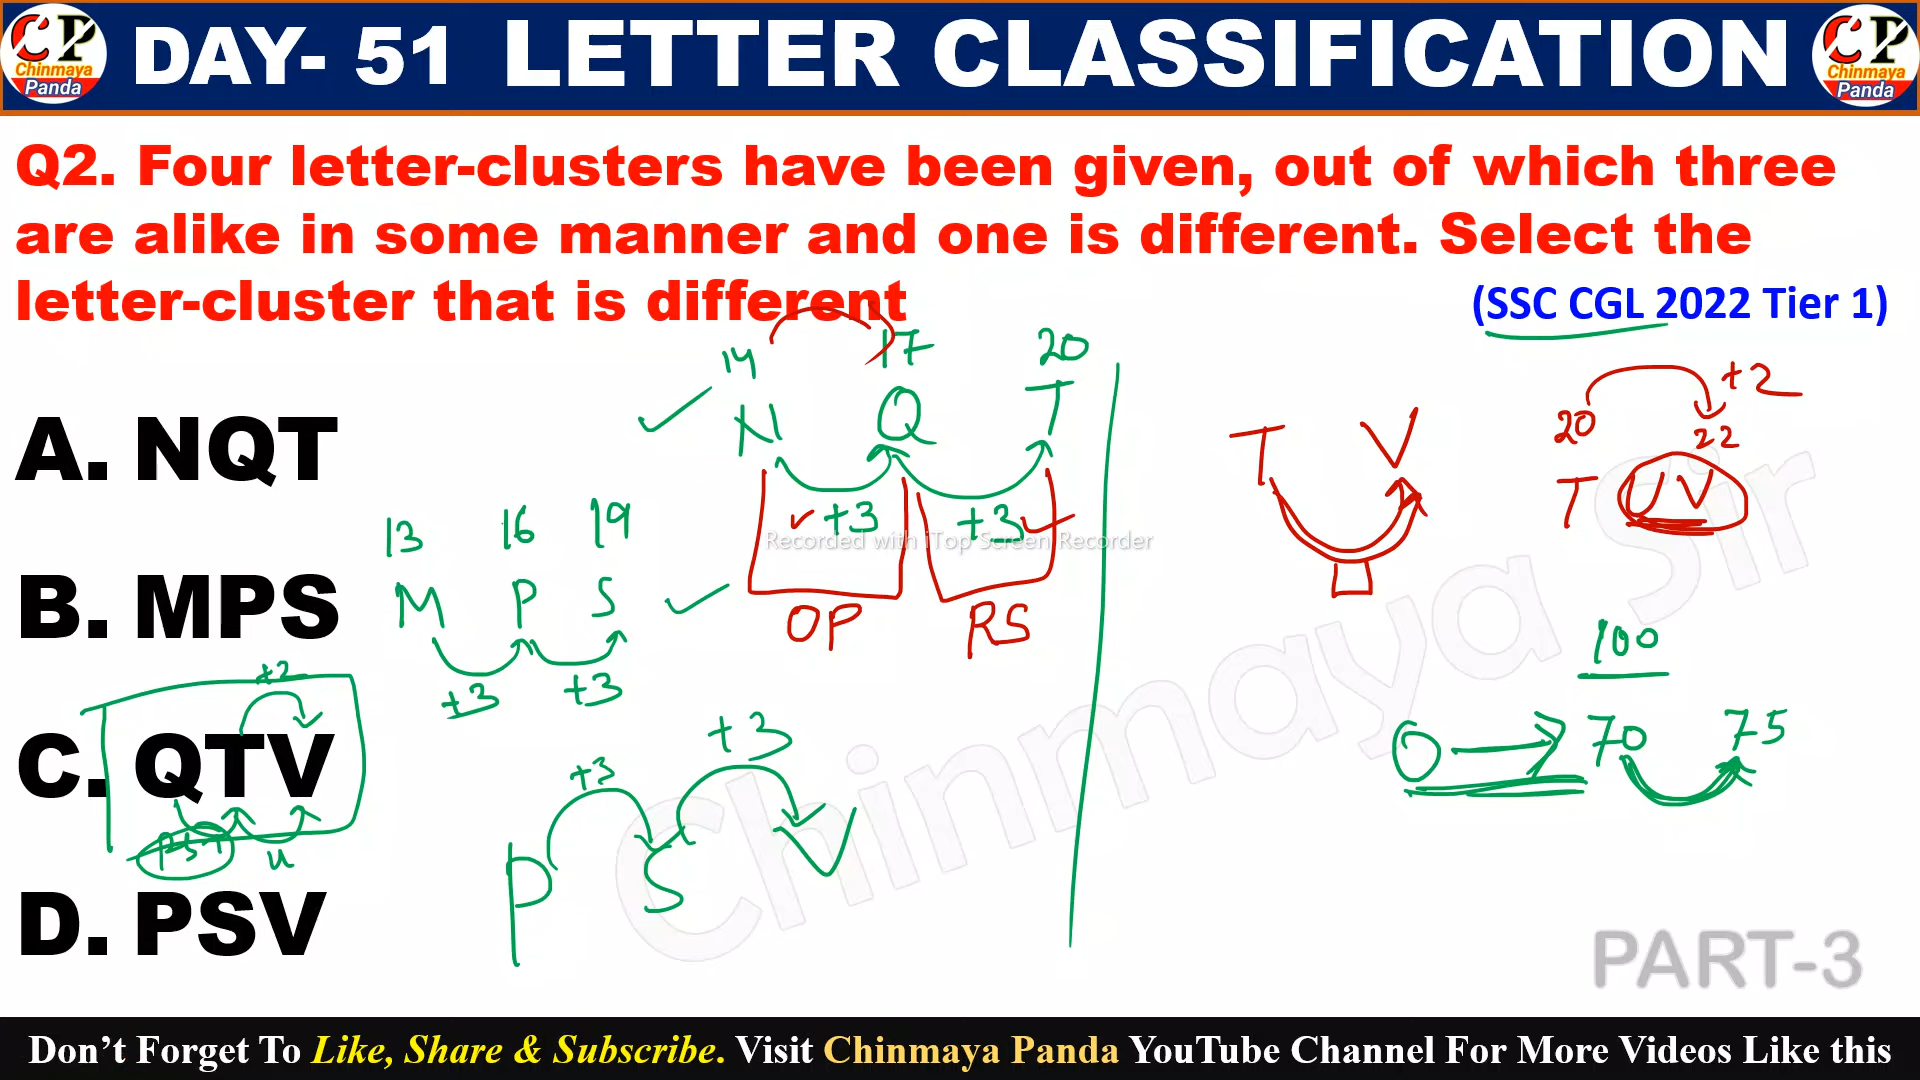 CP Chinmaya Panda
DAY- 51 LETTER CLASSIFICATION
CP Chinmaya Panda
Q2. Four letter-clusters have been given, out of which three
are alike in some manner and one is different. Select the
letter-cluster that is different
(SSC CGL 2022 Tier 1)
14 17 20
N Q T
+3 +3
OP RS
T V
+2
20 22
T UV
A. NQT
13 16 19
M P S
+3 +3
B. MPS
Recorded with iTop Screen Recorder
100
0 70 75
+2
C. QTV
u
+3 +3
P S V
D. PSV
Chinmaya Sir
PART-3
Don’t Forget To Like, Share & Subscribe. Visit Chinmaya Panda YouTube Channel For More Videos Like this